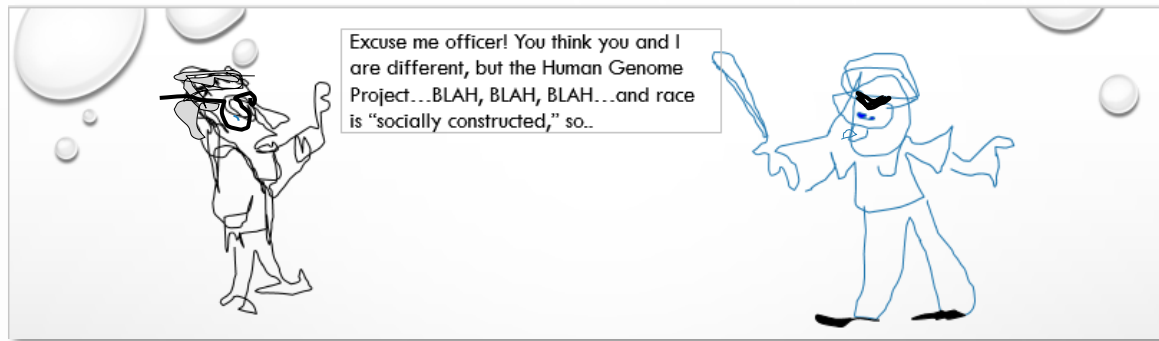 Excuse me officer! You think you and I
are different, but the Human Genome
Project...BLAH, BLAH, BLAH...and race
is “socially constructed,” so..